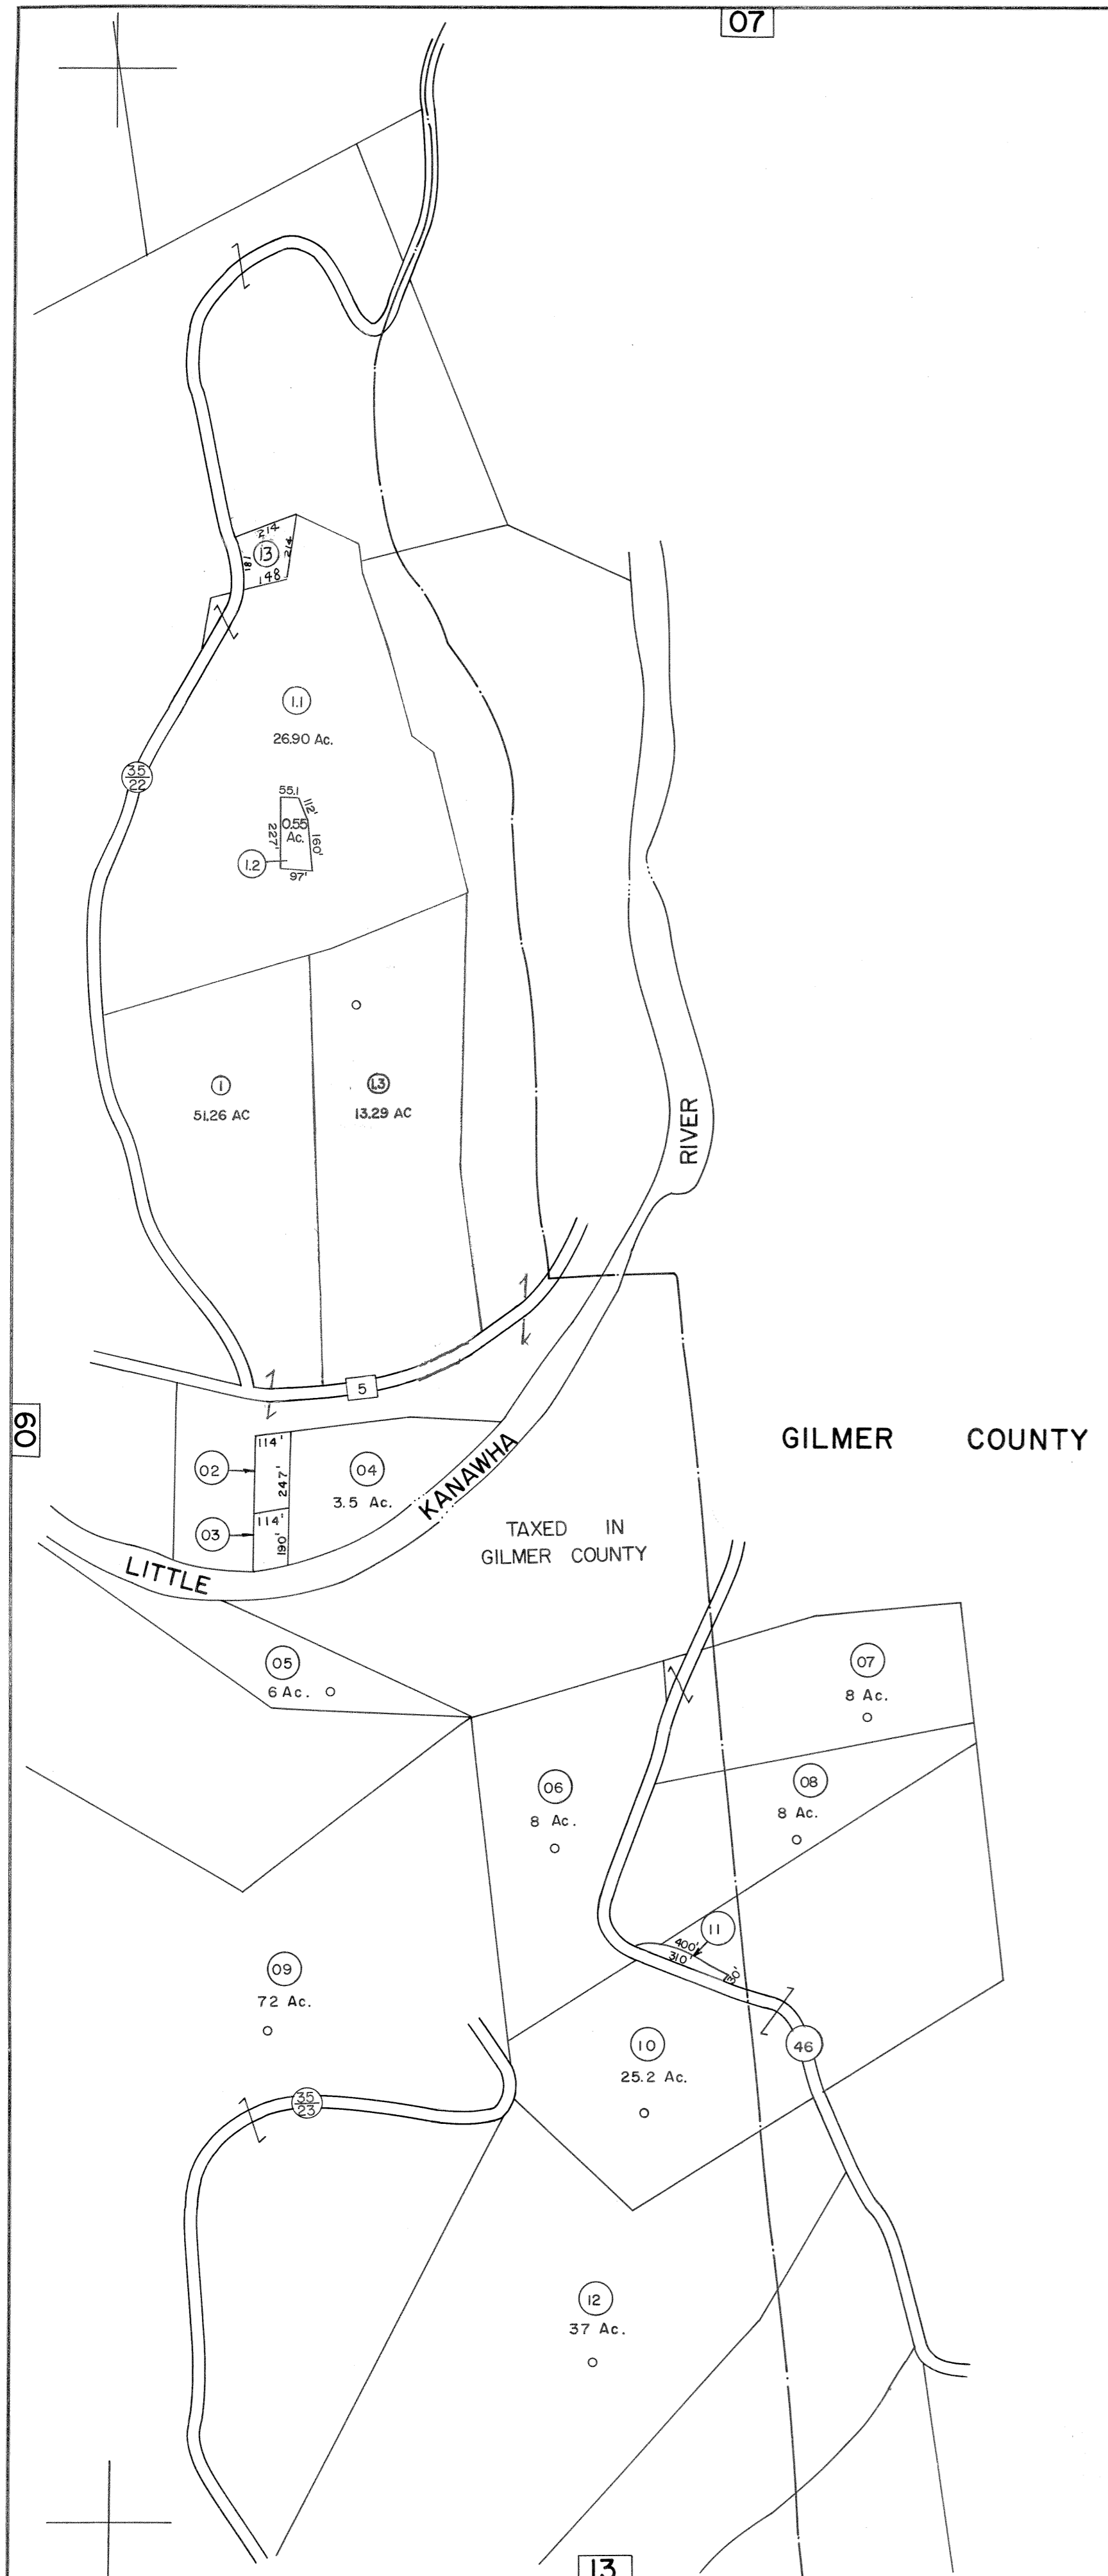 07
214
13
214
181
148
1.1
26.90 Ac.
35
22
55.1
112'
0.55
Ac.
227'
160'
1.2
97'
1
51.26 AC
1.3
13.29 AC
RIVER
5
09
GILMER COUNTY
114'
02
247'
04
3.5 Ac.
KANAWHA
114'
03
190'
TAXED IN
GILMER COUNTY
LITTLE
05
6 Ac.
07
8 Ac.
06
8 Ac.
08
8 Ac.
11
400'
310'
130'
09
72 Ac.
10
25.2 Ac.
46
35
23
12
37 Ac.
13